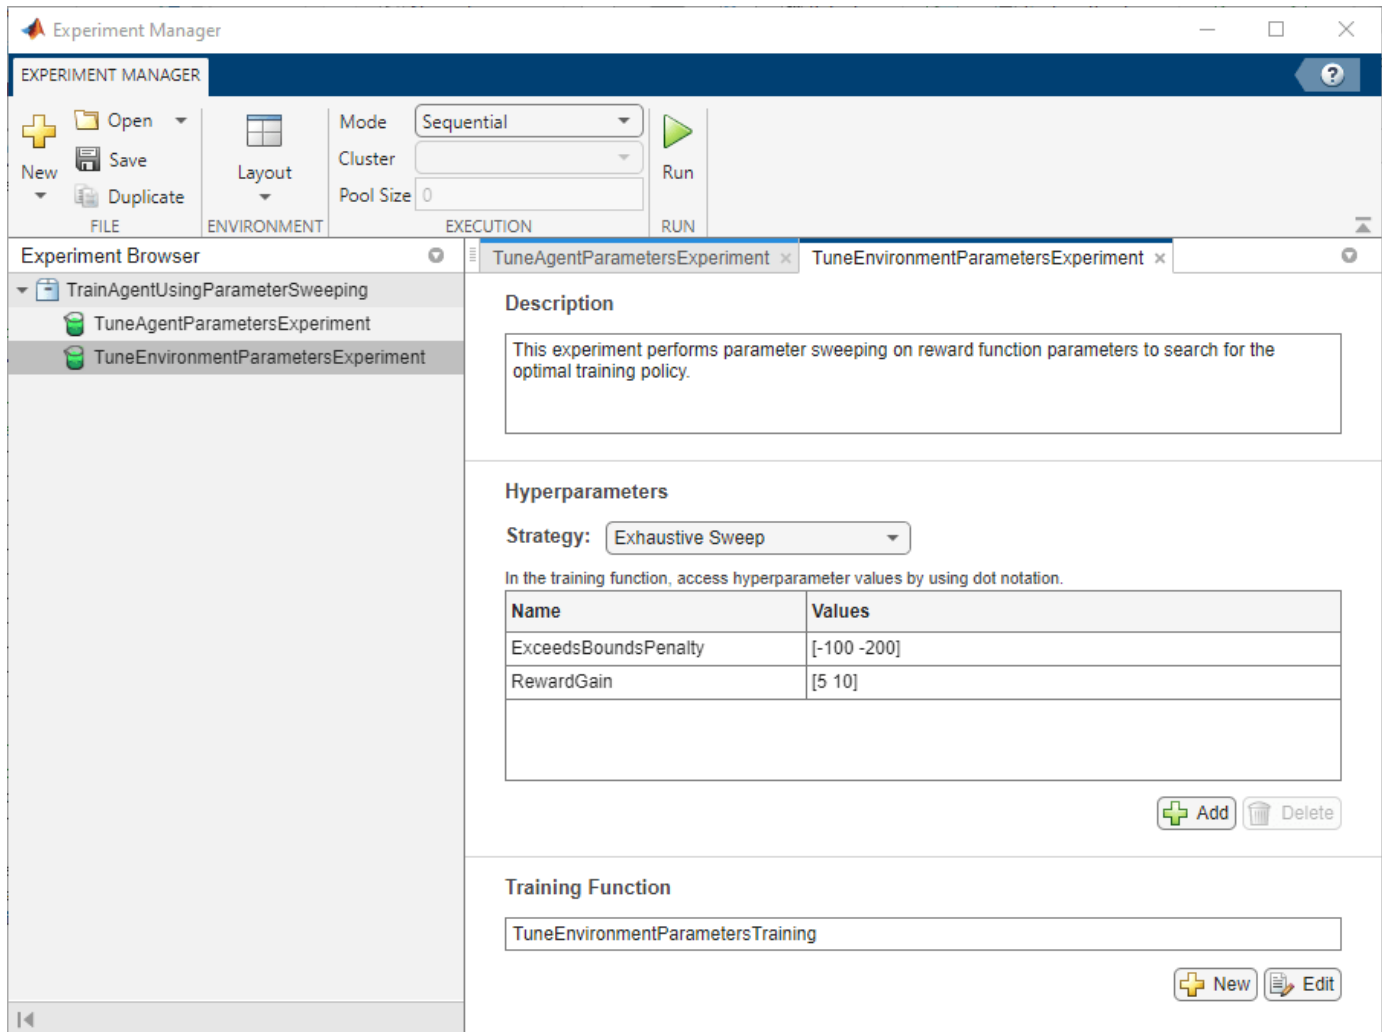 Experiment Manager
EXPERIMENT MANAGER
?
New
Open
Save
Duplicate
FILE
Layout
ENVIRONMENT
Mode
Sequential
Cluster
Pool Size
0
EXECUTION
Run
RUN
Experiment Browser
TrainAgentUsingParameterSweeping
TuneAgentParametersExperiment
TuneEnvironmentParametersExperiment
TuneAgentParametersExperiment ×
TuneEnvironmentParametersExperiment ×
Description
This experiment performs parameter sweeping on reward function parameters to search for the
optimal training policy.
Hyperparameters
Strategy:
Exhaustive Sweep
In the training function, access hyperparameter values by using dot notation.
Name
Values
ExceedsBoundsPenalty
[-100 -200]
RewardGain
[5 10]
Add
Delete
Training Function
TuneEnvironmentParametersTraining
New
Edit